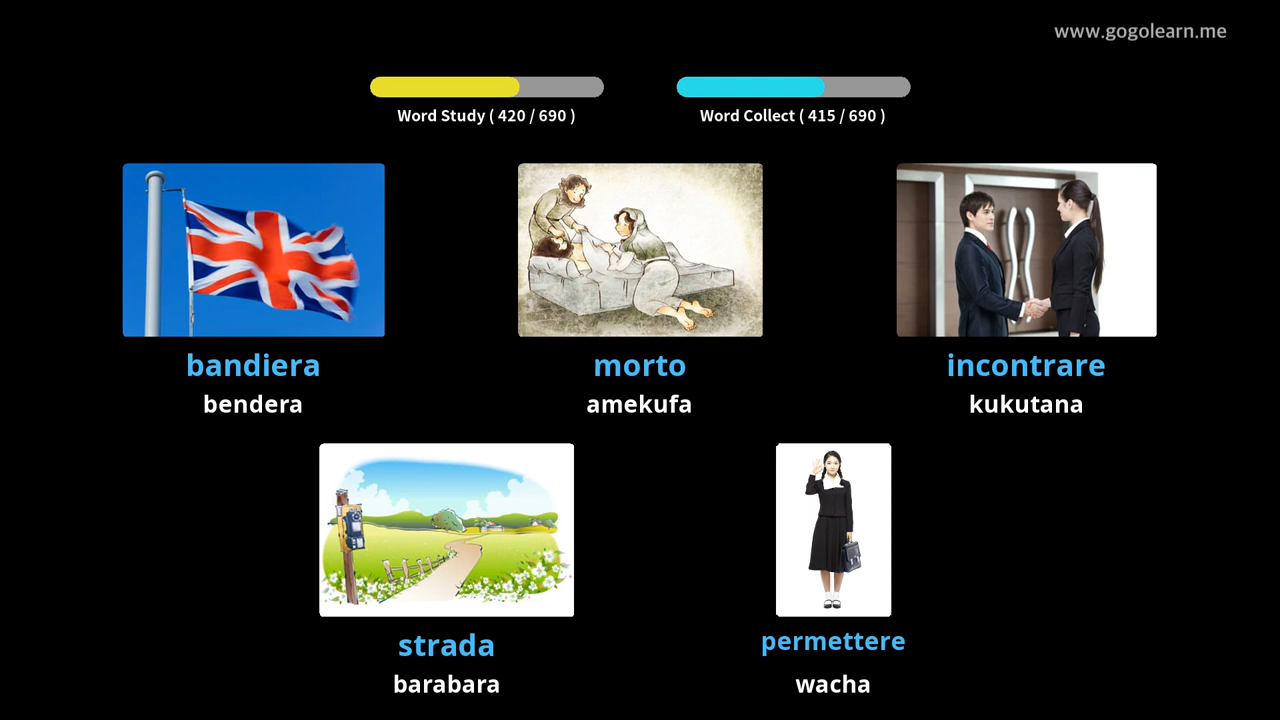 www.gogolearn.me
Word Study ( 420 / 690 )
Word Collect ( 415 / 690 )
bandiera
bendera
morto
amekufa
incontrare
kukutana
strada
barabara
permettere
wacha